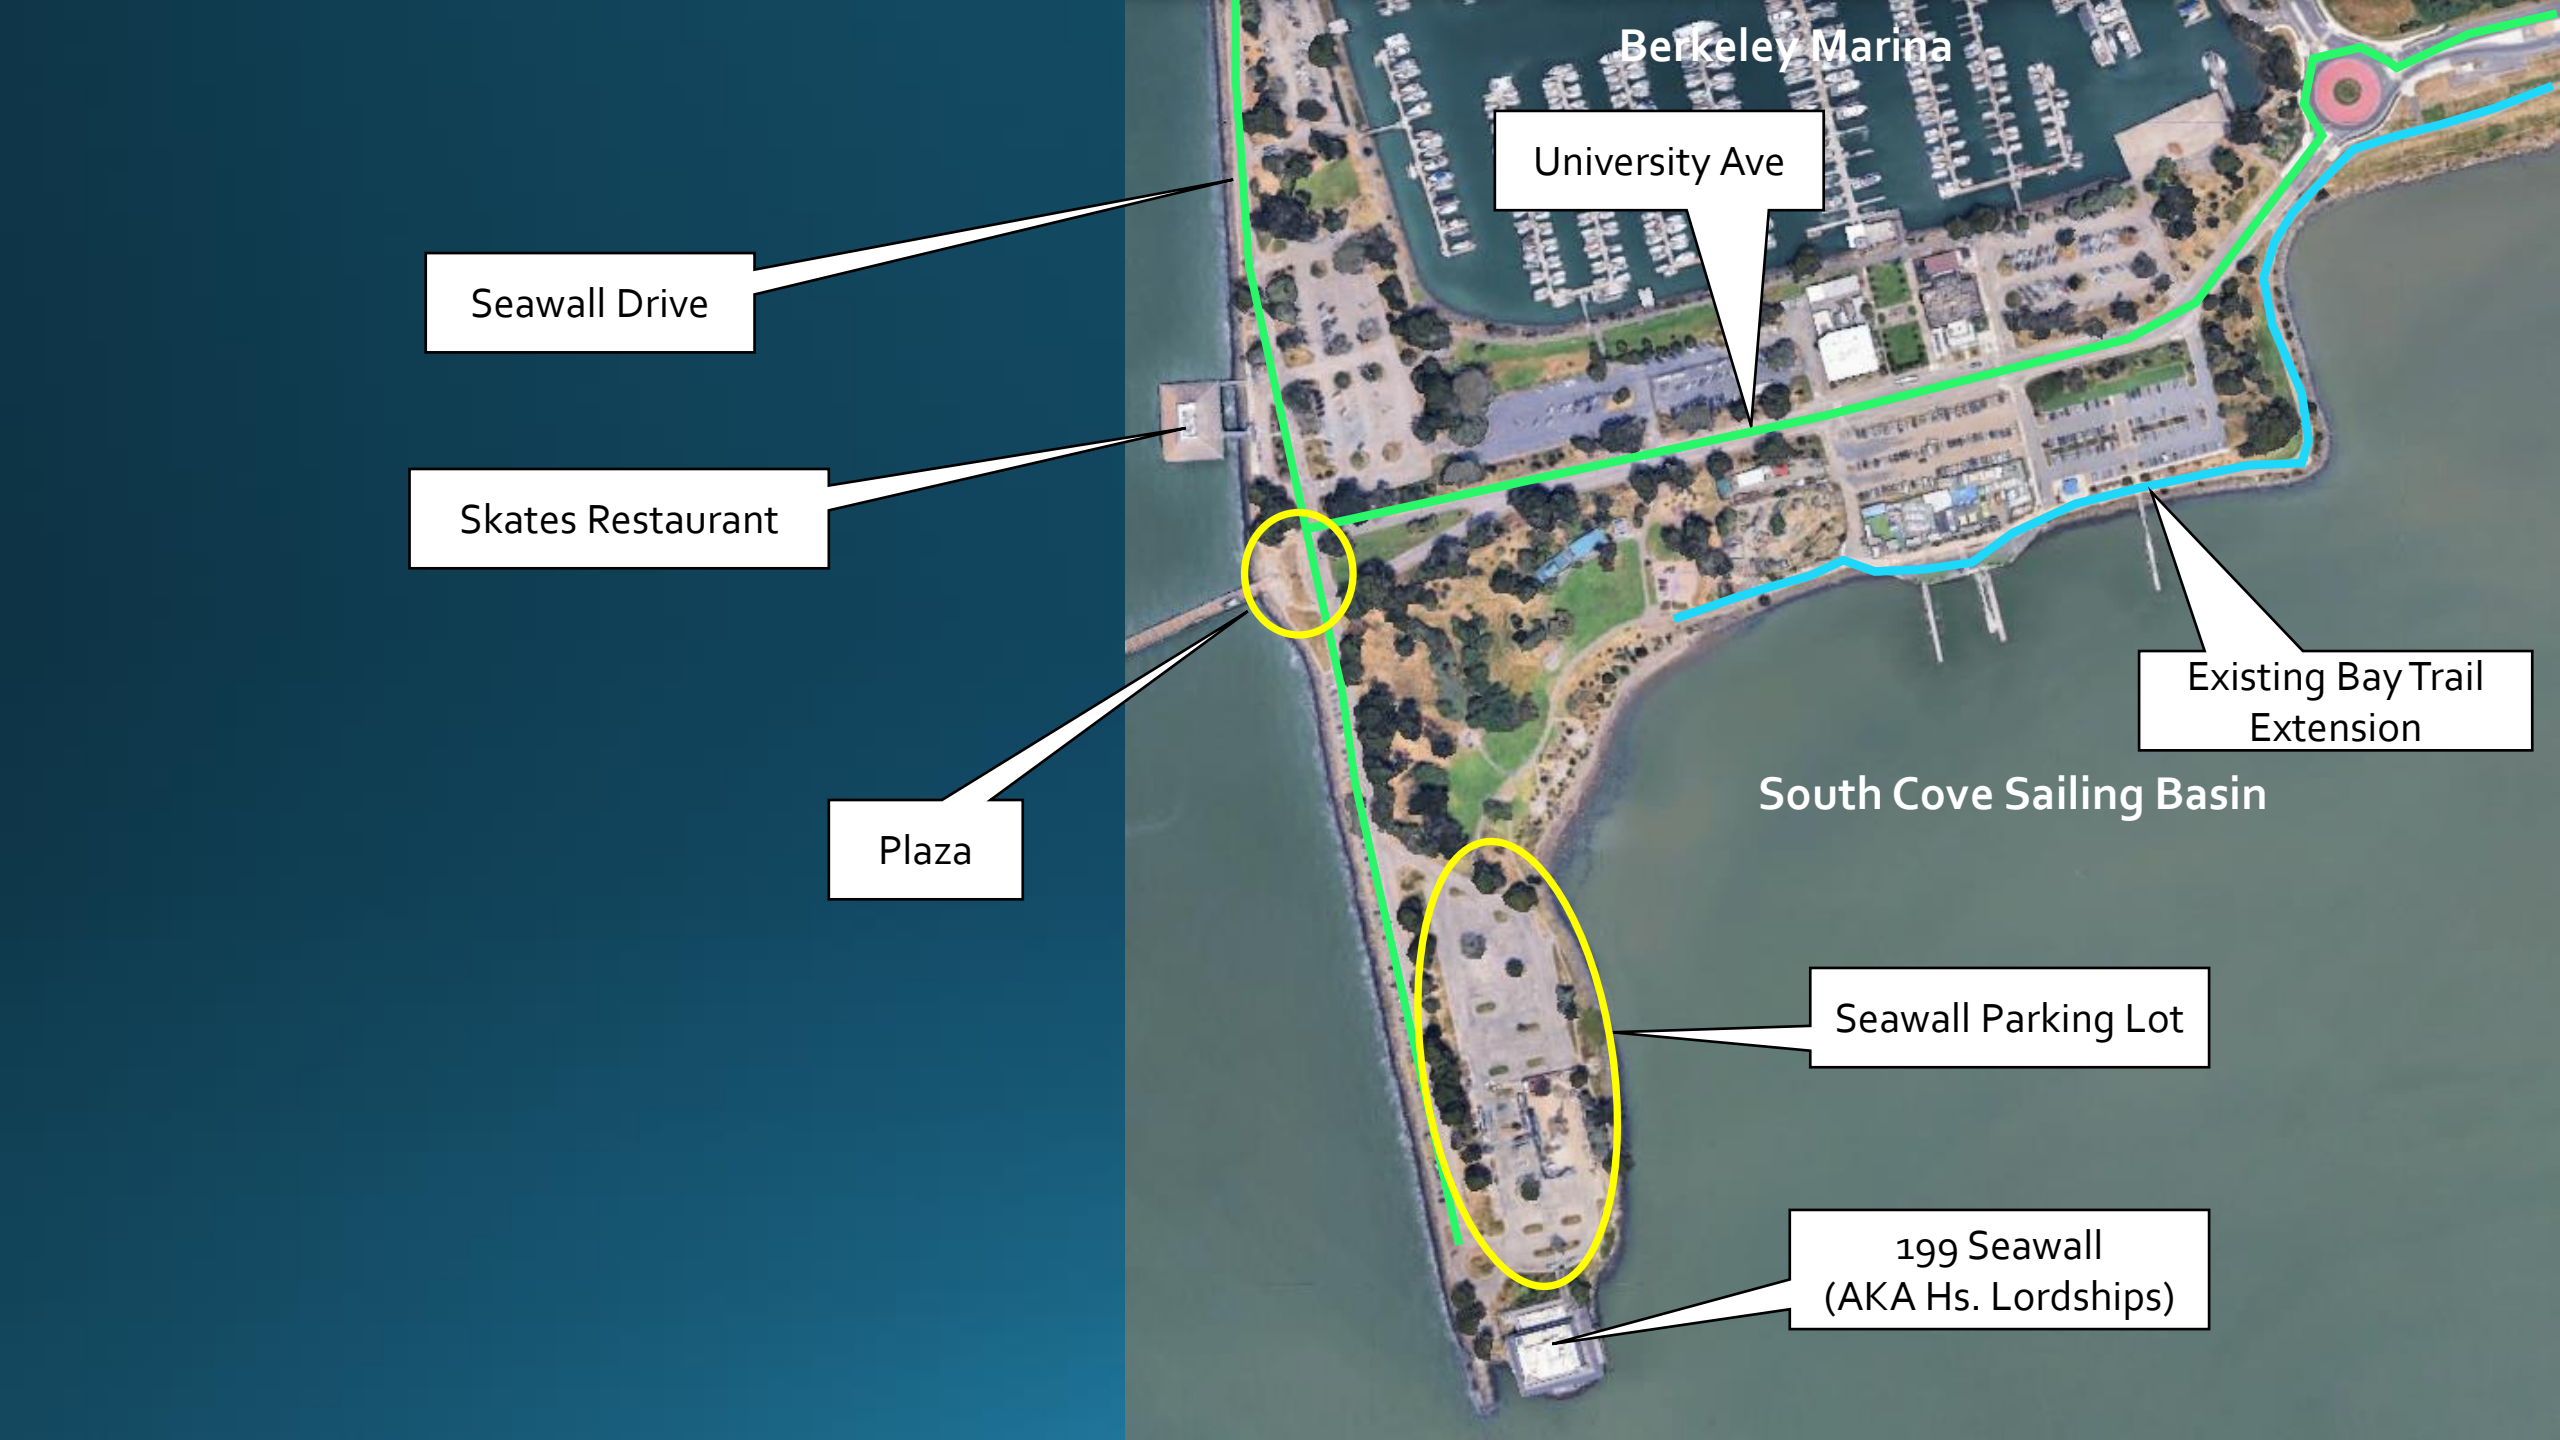 Berkeley Marina
University Ave
Seawall Drive
Skates Restaurant
Plaza
Existing Bay Trail
Extension
South Cove Sailing Basin
Seawall Parking Lot
199 Seawall
(AKA Hs. Lordships)